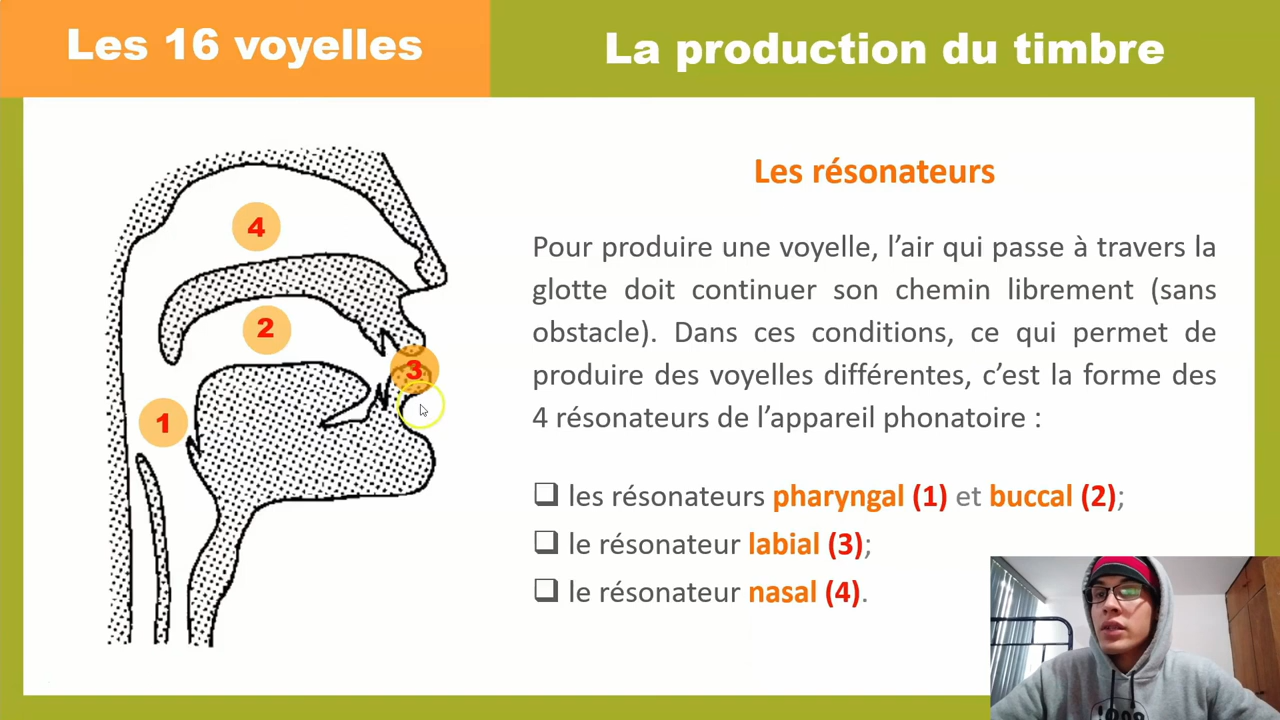 Les 16 voyelles
La production du timbre
4
2
3
1
Les résonateurs
Pour produire une voyelle, l’air qui passe à travers la
glotte doit continuer son chemin librement (sans
obstacle). Dans ces conditions, ce qui permet de
produire des voyelles différentes, c’est la forme des
4 résonateurs de l’appareil phonatoire :
❑ les résonateurs pharyngal (1) et buccal (2);
❑ le résonateur labial (3);
❑ le résonateur nasal (4).